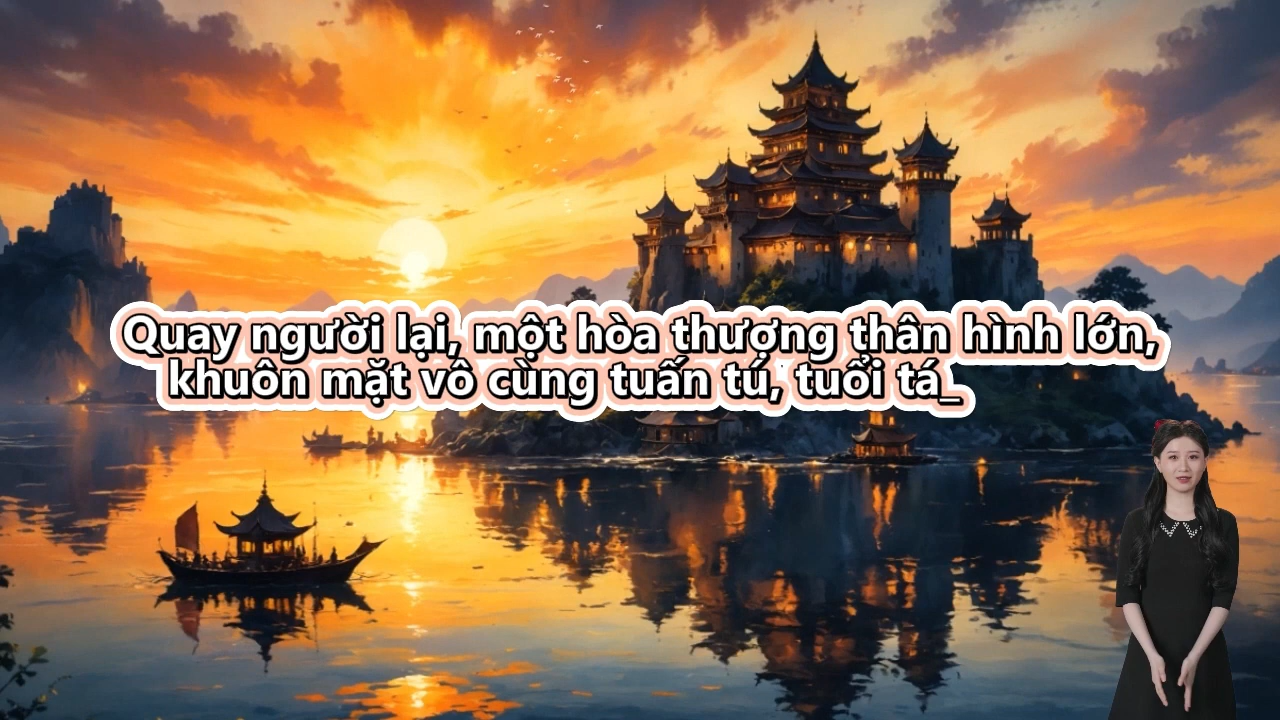 Quay người lại, một hòa thượng thân hình lớn,
khuôn mặt vô cùng tuấn tú, tuổi tá_